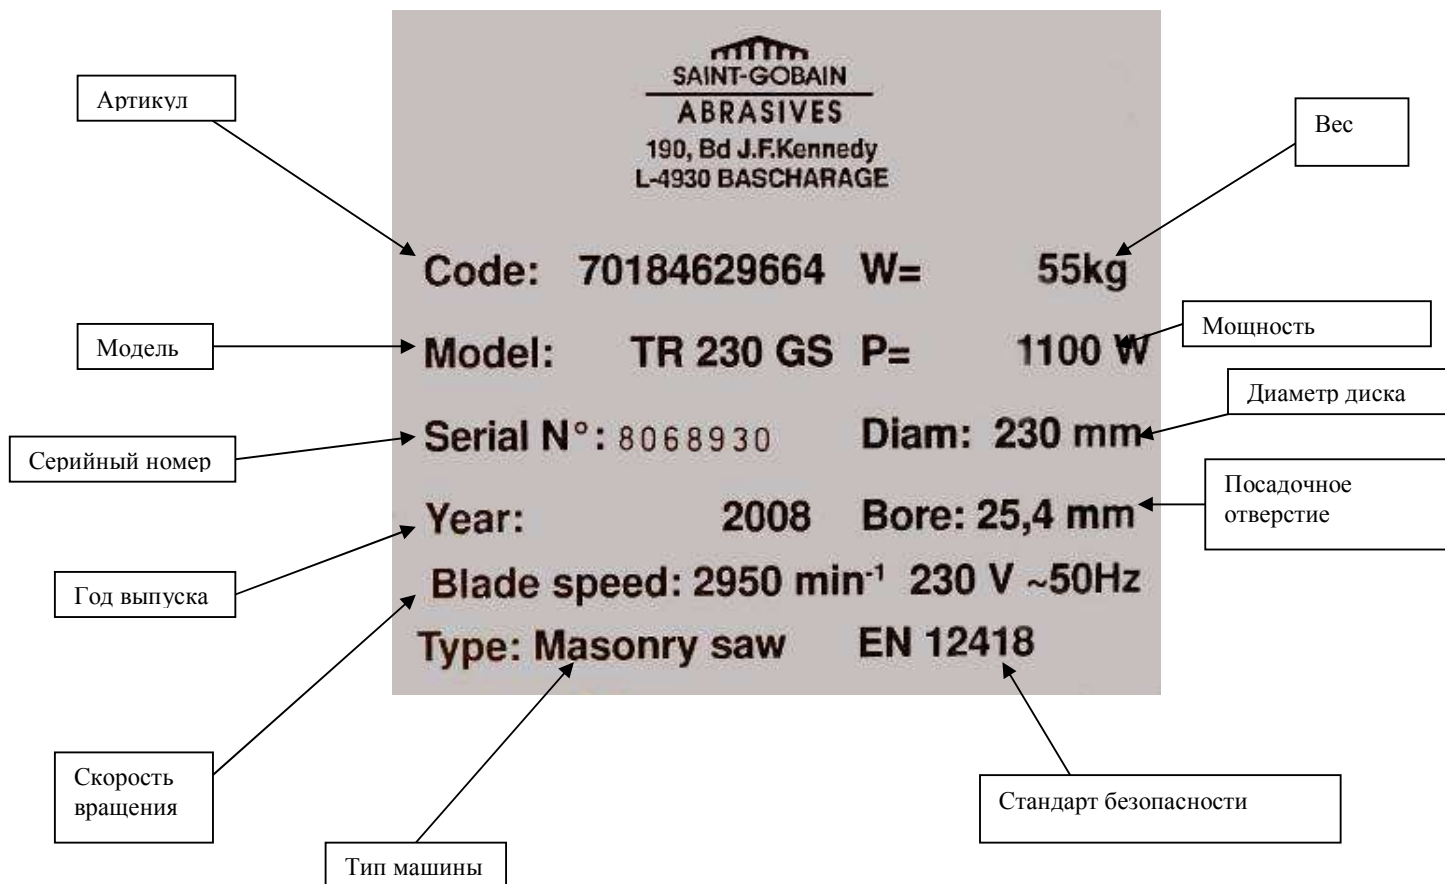 SAINT-GOBAIN
ABRASIVES
190, Bd J.F.Kennedy
L-4930 BASCHARAGE
Артикул
Вес
Code: 70184629664 W= 55kg
Мощность
Модель
Model: TR 230 GS P= 1100 W
Диаметр диска
Серийный номер
Serial N°: 8068930 Diam: 230 mm
Посадочное
отверстие
Year: 2008 Bore: 25,4 mm
Год выпуска
Blade speed: 2950 min⁻¹ 230 V ~50Hz
Type: Masonry saw EN 12418
Скорость
вращения
Стандарт безопасности
Тип машины